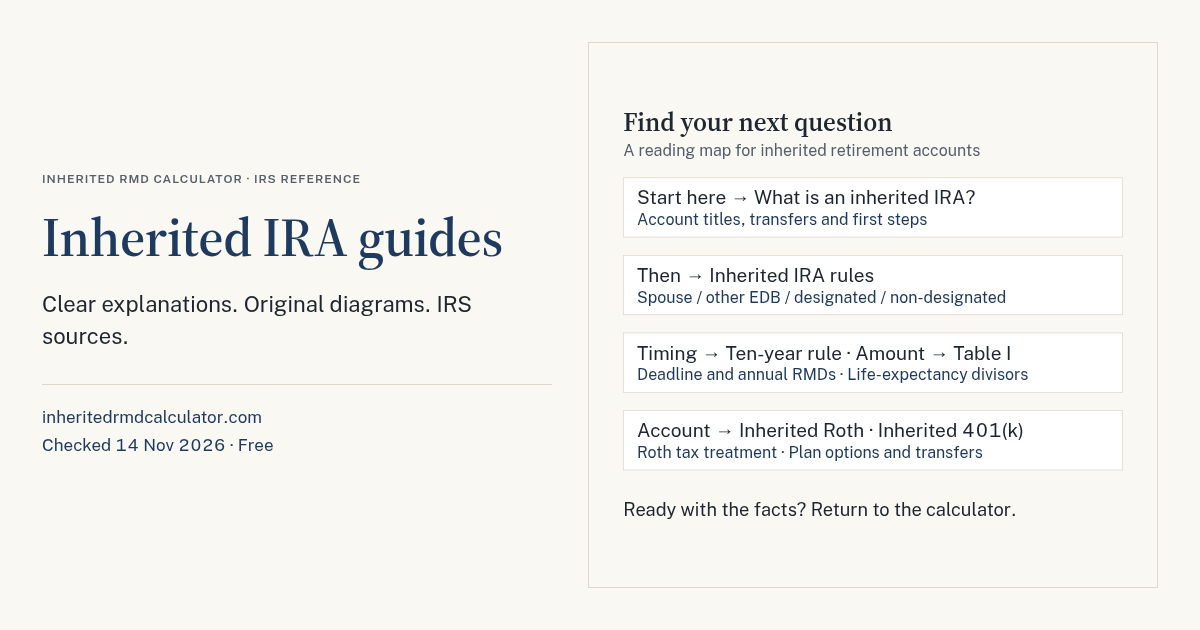 INHERITED RMD CALCULATOR · IRS REFERENCE
Inherited IRA guides
Clear explanations. Original diagrams. IRS
sources.
inheritedrmdcalculator.com
Checked 14 Nov 2026 · Free
Find your next question
A reading map for inherited retirement accounts
Start here → What is an inherited IRA?
Account titles, transfers and first steps
Then → Inherited IRA rules
Spouse / other EDB / designated / non-designated
Timing → Ten-year rule · Amount → Table I
Deadline and annual RMDs · Life-expectancy divisors
Account → Inherited Roth · Inherited 401(k)
Roth tax treatment · Plan options and transfers
Ready with the facts? Return to the calculator.